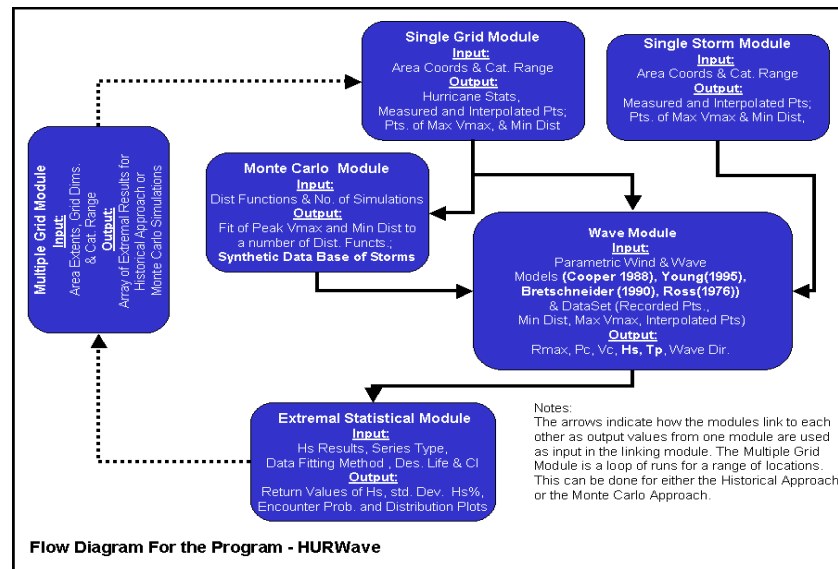 Single Grid Module
Input:
Area Coords & Cat. Range
Output:
Hurricane Stats,
Measured and Interpolated Pts;
Pts. of Max Vmax, & Min Dist
Single Storm Module
Input:
Area Coords & Cat. Range
Output:
Measured and Interpolated Pts;
Pts. of Max Vmax & Min Dist,
Multiple Grid Module
Input:
Area Extents, Grid Dims.
& Cat. Range
Output:
Array of Extremal Results for
Historical Approach or
Monte Carlo Simulations
Monte Carlo Module
Input:
Dist Functions & No. of Simulations
Output:
Fit of Peak Vmax and Min Dist to
a number of Dist. Functs.;
Synthetic Data Base of Storms
Wave Module
Input:
Parametric Wind & Wave
Models (Cooper 1988), Young(1995),
Bretschneider (1990), Ross(1976))
& DataSet (Recorded Pts.,
Min Dist, Max Vmax, Interpolated Pts)
Output:
Rmax, Pc, Vc, Hs, Tp, Wave Dir.
Extremal Statistical Module
Input:
Hs Results, Series Type,
Data Fitting Method , Des. Life & CI
Output:
Return Values of Hs, std. Dev. Hs%,
Encounter Prob. and Distribution Plots
Notes:
The arrows indicate how the modules link to each
other as output values from one module are used
as input in the linking module. The Multiple Grid
Module is a loop of runs for a range of locations.
This can be done for either the Historical Approach
or the Monte Carlo Approach.
Flow Diagram For the Program - HURWave